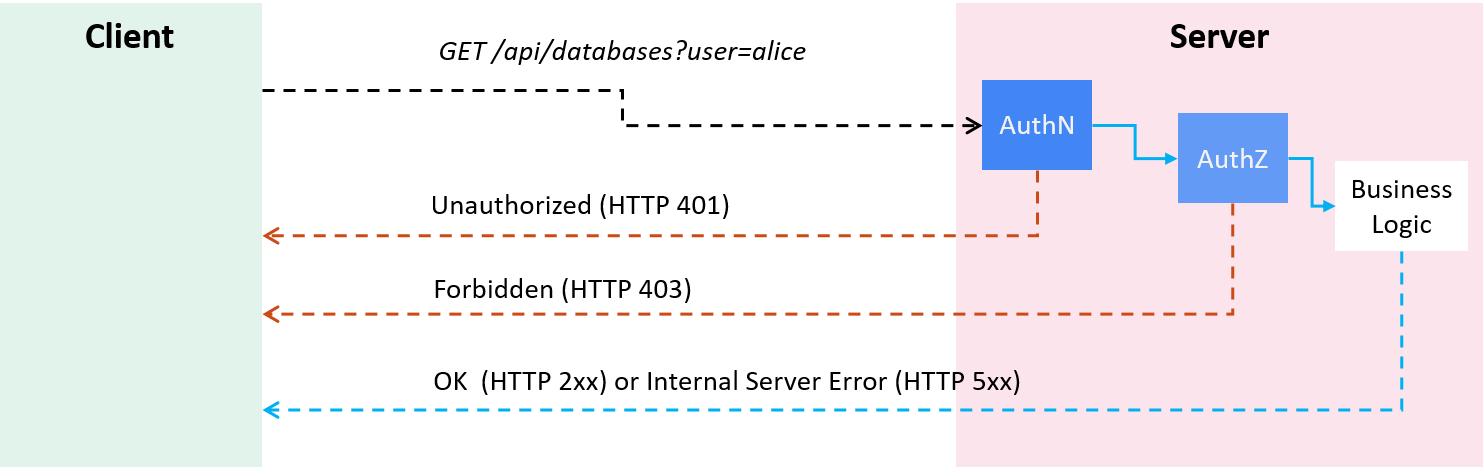 Client
Server
GET /api/databases?user=alice
AuthN
AuthZ
Business
Logic
Unauthorized (HTTP 401)
Forbidden (HTTP 403)
OK  (HTTP 2xx) or Internal Server Error (HTTP 5xx)